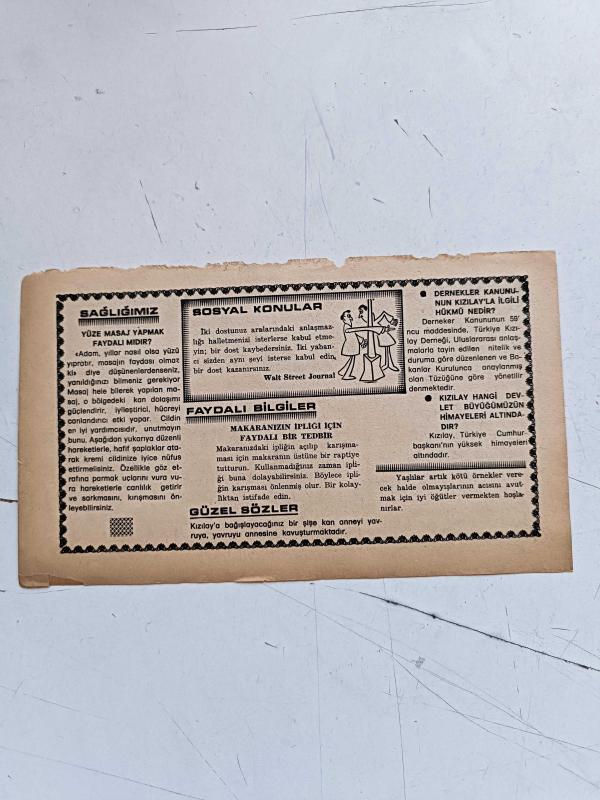 SAĞLIĞIMIZ
YÜZE MASAJ YAPMAK
FAYDALI MIDIR?
«Adam, yıllar nasıl olsa yüzü
yıpratır, masajın faydası olmaz
ki» diye düşünenlerdenseniz,
yanıldığınızı bilmeniz gerekiyor
Masaj hele bilerek yapılan ma-
saj, o bölgedeki kan dolaşımı
güçlendirir, iyileştirici, hücreyi
canlandırıcı etki yapar. Cildin
en iyi yardımcısıdır, unutmayın
bunu. Aşağıdan yukarıya düzenli
hareketlerle, hafif şaplaklar ata-
rak kremi cildinize iyice nüfus
ettirmelisiniz. Özellikle göz et-
rafına parmak uçlarını vura vu-
ra hareketlerle canlılık getirir
ve sarkmasını, kırışmasını ön-
leyebilirsiniz.
SOSYAL KONULAR
İki dostunuz aralarındaki anlaşmaz-
lığı halletmenizi isterlerse kabul etme-
yin; bir dost kaybedersiniz. İki yaban-
cı sizden aynı şeyi isterse kabul edin,
bir dost kazanırsınız.
Walt Street Journal
FAYDALI BİLGİLER
MAKARANIZIN İPLİĞİ İÇİN
FAYDALI BİR TEDBİR
Makaranızdaki ipliğin açılıp karışma-
ması için makaranın üstüne bir raptiye
tutturun. Kullanmadığınız zaman ipli-
ği buna dolayabilirsiniz. Böylece ipli-
ğin karışması önlenmiş olur. Bir kolay-
lıktan istifade edin.
GÜZEL SÖZLER
Kızılay'a bağışlayacağınız bir şişe kan anneyi yav-
ruya, yavruyu annesine kavuşturmaktadır.
● DERNEKLER KANUNU-
NUN KIZILAY'LA İLGİLİ
HÜKMÜ NEDİR?
Derneker Kanununun 59'
ncu maddesinde, Türkiye Kızı-
lay Derneği, Uluslararası anlaş-
malarla tayin edilen nitelik ve
duruma göre düzenlenen ve Ba-
kanlar Kurulunca onaylanmış
olan Tüzüğüne göre yönetilir
denmektedir.
● KIZILAY HANGİ DEV-
LET BÜYÜĞÜMÜZÜN
HİMAYELERİ ALTINDA-
DIR?
Kızılay, Türkiye Cumhur-
başkanı'nın yüksek himayeleri
altındadır.
Yaşlılar artık kötü örnekler vere-
cek halde olmayışlarının acısını avut-
mak için iyi öğütler vermekten hoşla-
nırlar.